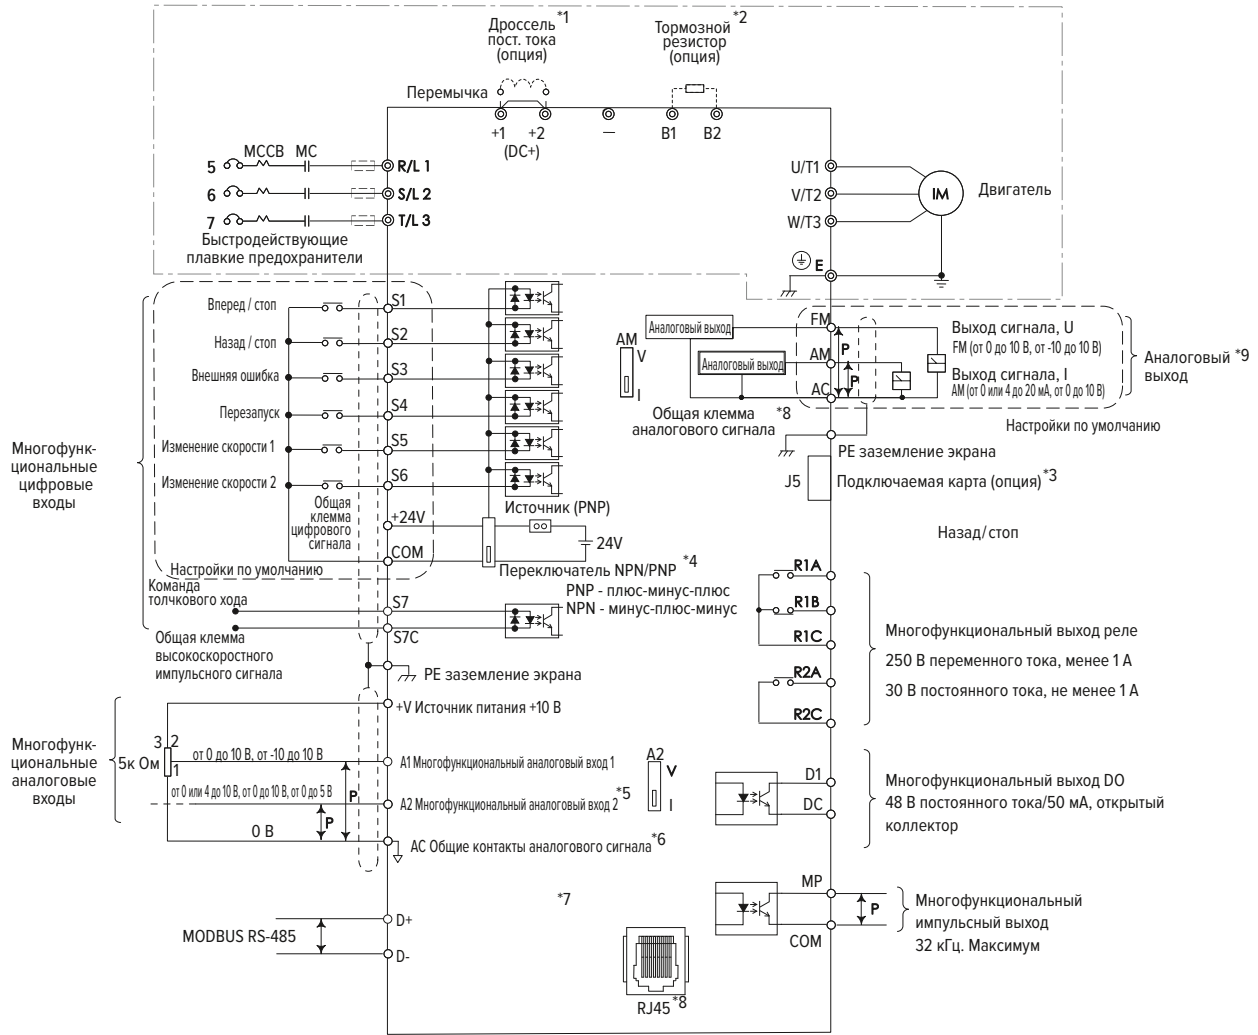 Дроссель *1
пост. тока
(опция)
Тормозной *2
резистор
(опция)
Перемычка
+1 +2 — B1 B2
(DC+)
MCCB MC
5 R/L 1
6 S/L 2
7 T/L 3
Быстродействующие
плавкие предохранители
U/T1
V/T2
W/T3
IM
Двигатель
E
Многофунк-
циональные
цифровые
входы
Вперед / стоп S1
Назад / стоп S2
Внешняя ошибка S3
Перезапуск S4
Изменение скорости 1 S5
Изменение скорости 2 S6
Общая
клемма
цифрового
сигнала
+24V
COM
Настройки по умолчанию
Источник (PNP)
24V
Переключатель NPN/PNP *4
PNP - плюс-минус-плюс
NPN - минус-плюс-минус
Команда
толчкового хода
S7
S7C
Общая клемма
высокоскоростного
импульсного сигнала
PE заземление экрана
AM
V
I
Аналоговый выход
Аналоговый выход
FM
AM
AC
P
P
Общая клемма *8
аналогового сигнала
Выход сигнала, U
FM (от 0 до 10 В, от -10 до 10 В)
Выход сигнала, I
AM (от 0 или 4 до 20 мА, от 0 до 10 В)
Аналоговый *9
выход
Настройки по умолчанию
PE заземление экрана
J5 Подключаемая карта (опция) *3
Назад/стоп
R1A
R1B
R1C
R2A
R2C
Многофункциональный выход реле
250 В переменного тока, менее 1 А
30 В постоянного тока, не менее 1 А
Многофунк-
циональные
аналоговые
входы
+V Источник питания +10 В
3 2
5к Ом 1
от 0 до 10 В, от -10 до 10 В
A1 Многофункциональный аналоговый вход 1
от 0 или 4 до 10 В, от 0 до 10 В, от 0 до 5 В
A2 Многофункциональный аналоговый вход 2 *5
P
P
0 В
AC Общие контакты аналогового сигнала *6
A2
V
I
D1
DC
Многофункциональный выход DO
48 В постоянного тока/50 мА, открытый
коллектор
*7
MP
COM
P
Многофункциональный
импульсный выход
32 кГц. Максимум
MODBUS RS-485
D+
D-
RJ45 *8